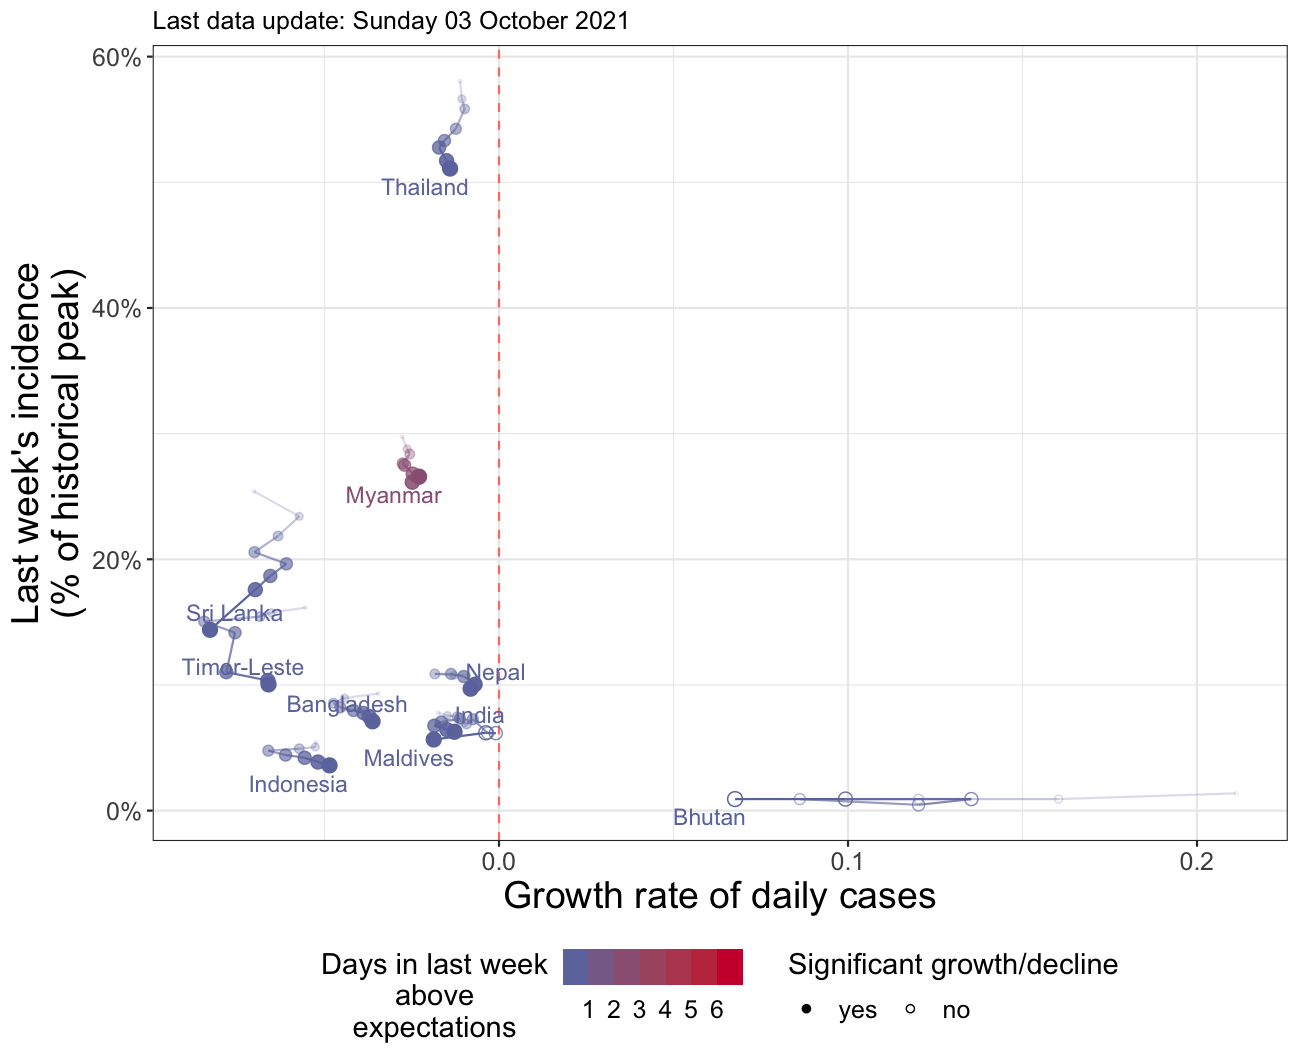 Last data update: Sunday 03 October 2021
60%
40%
20%
0%
Last week's incidence
(% of historical peak)
Thailand
Myanmar
Sri Lanka
Timor-Leste
Nepal
Bangladesh
India
Maldives
Indonesia
Bhutan
0.0
0.1
0.2
Growth rate of daily cases
Days in last week
above
expectations
1 2 3 4 5 6
Significant growth/decline
yes
no